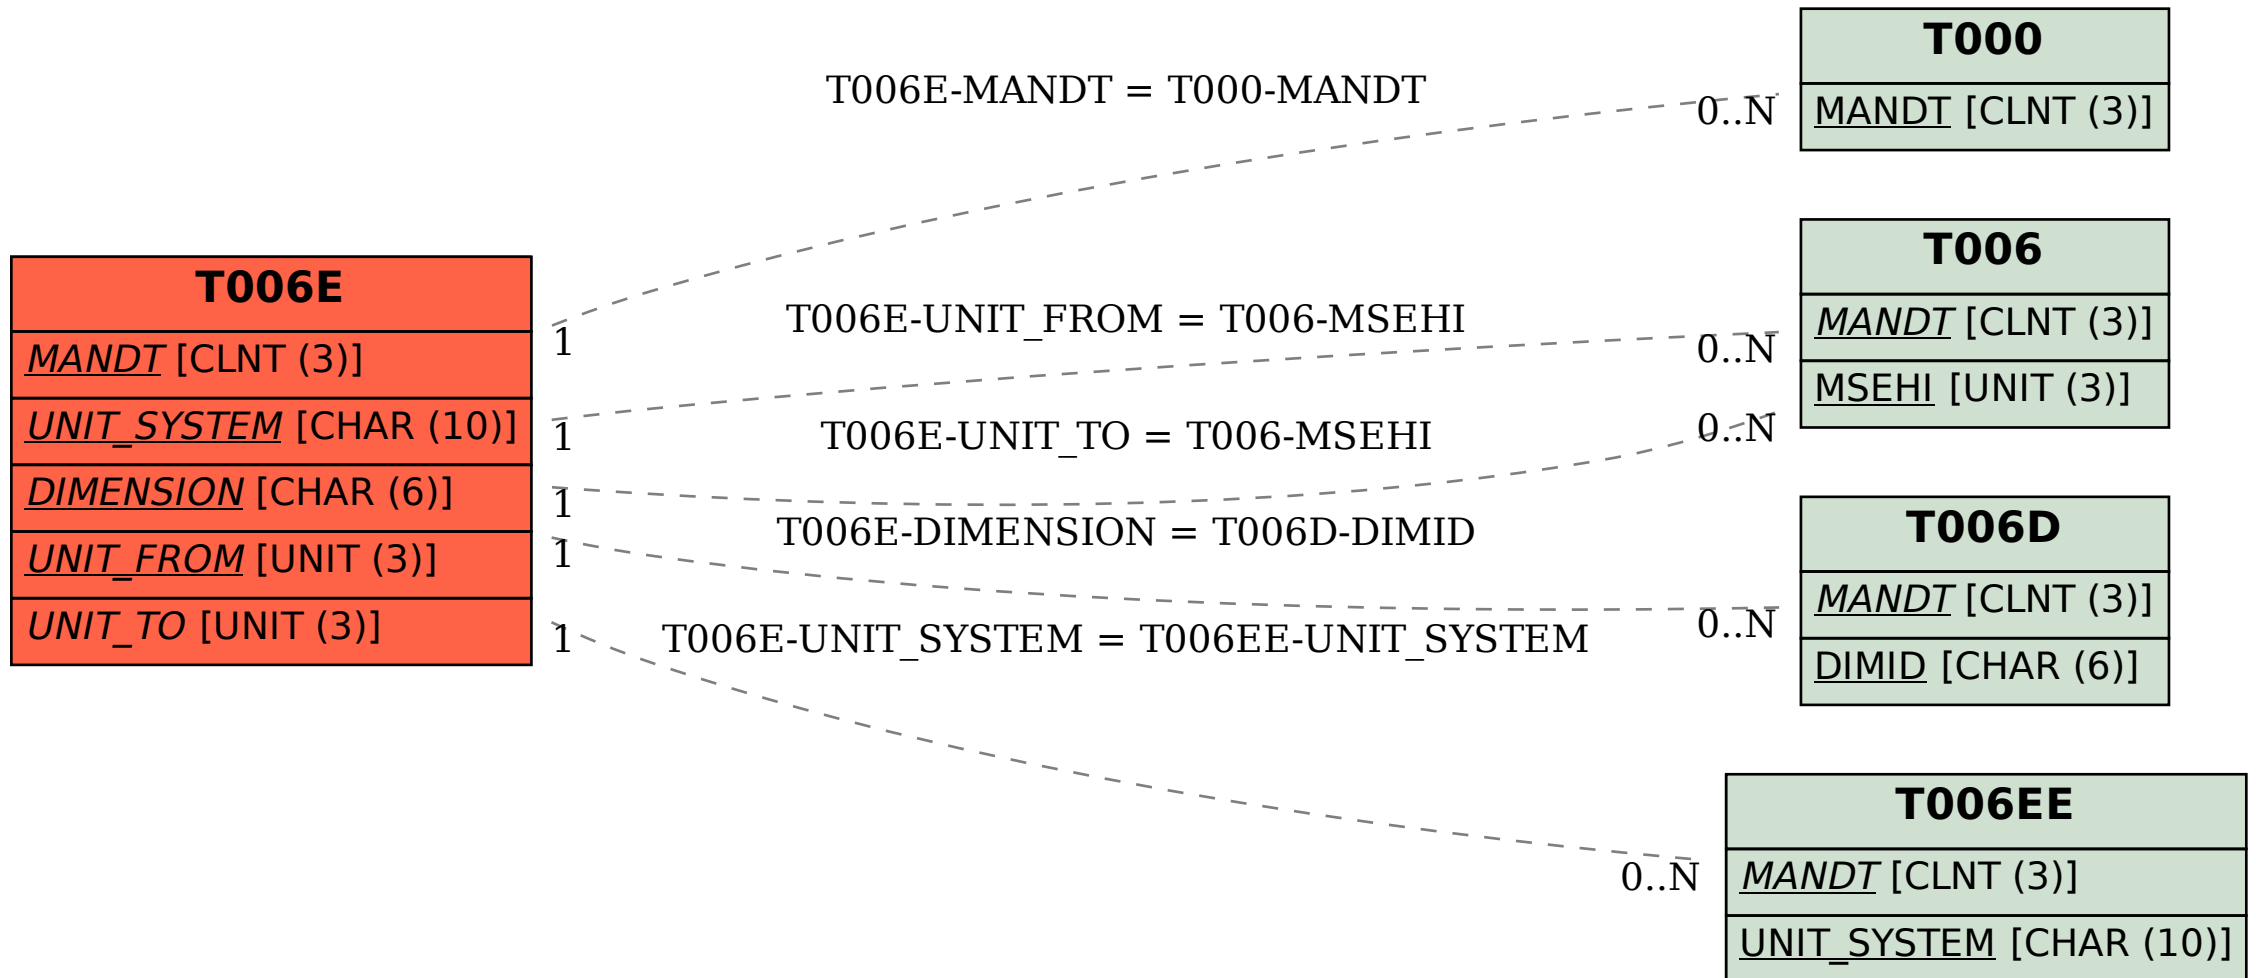 T000
MANDT [CLNT (3)]
T006E-MANDT = T000-MANDT
0..N
T006
MANDT [CLNT (3)]
MSEHI [UNIT (3)]
T006E
MANDT [CLNT (3)]
UNIT_SYSTEM [CHAR (10)]
DIMENSION [CHAR (6)]
UNIT_FROM [UNIT (3)]
UNIT_TO [UNIT (3)]
1
T006E-UNIT_FROM = T006-MSEHI
0..N
1
T006E-UNIT_TO = T006-MSEHI
0..N
1
T006E-DIMENSION = T006D-DIMID
1
0..N
T006D
MANDT [CLNT (3)]
DIMID [CHAR (6)]
1
T006E-UNIT_SYSTEM = T006EE-UNIT_SYSTEM
0..N
T006EE
MANDT [CLNT (3)]
UNIT_SYSTEM [CHAR (10)]